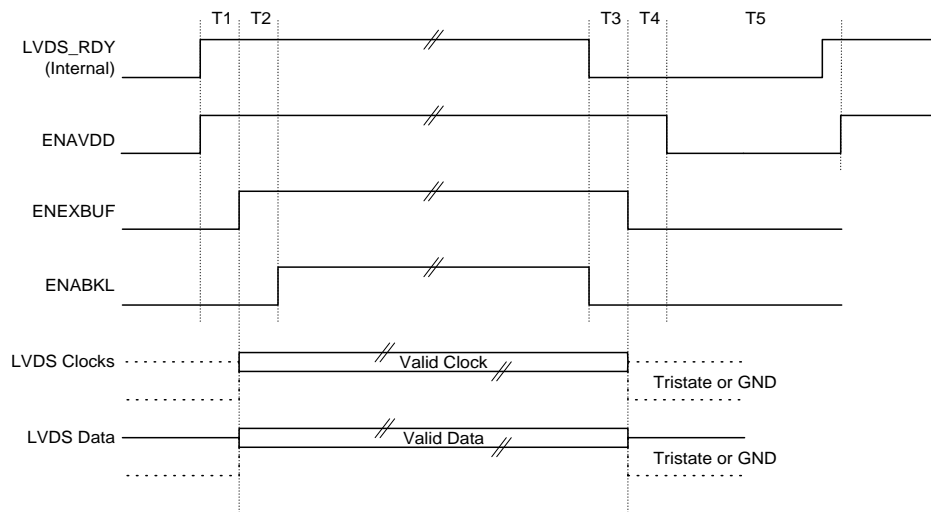 T1 T2 T3 T4 T5
LVDS_RDY
(Internal)
ENAVDD
ENEXBUF
ENABKL
LVDS Clocks
Valid Clock
Tristate or GND
LVDS Data
Valid Data
Tristate or GND